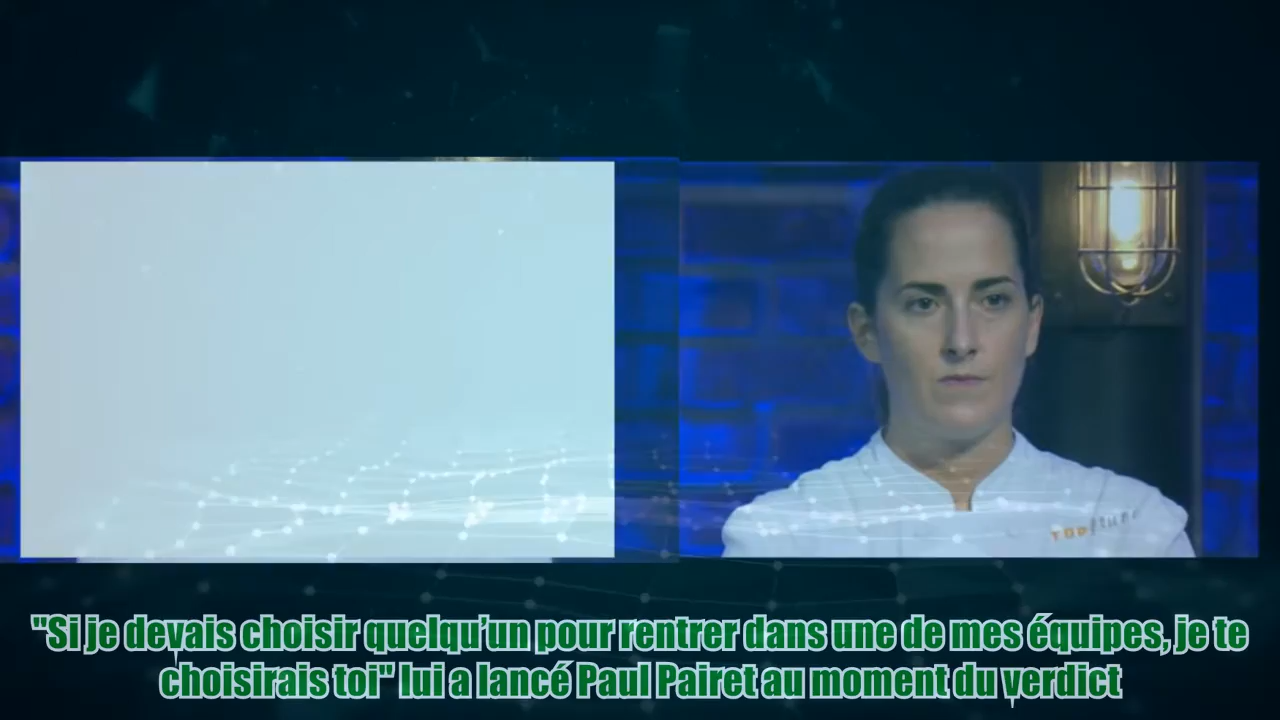 TOP
"Si je devais choisir quelqu'un pour rentrer dans une de mes équipes, je te
choisirais toi" lui a lancé Paul Pairet au moment du verdict